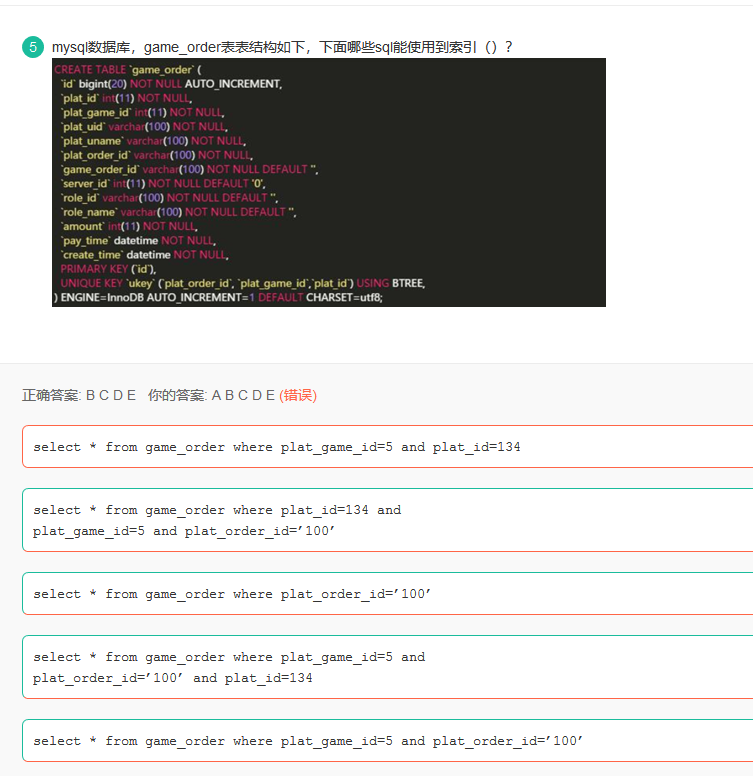 5 mysql数据库，game_order表表结构如下，下面哪些sql能使用到索引（）？
CREATE TABLE `game_order` (
`id` bigint(20) NOT NULL AUTO_INCREMENT,
`plat_id` int(11) NOT NULL,
`plat_game_id` int(11) NOT NULL,
`plat_uid` varchar(100) NOT NULL,
`plat_uname` varchar(100) NOT NULL,
`plat_order_id` varchar(100) NOT NULL,
`game_order_id` varchar(100) NOT NULL DEFAULT '',
`server_id` int(11) NOT NULL DEFAULT '0',
`role_id` varchar(100) NOT NULL DEFAULT '',
`role_name` varchar(100) NOT NULL DEFAULT '',
`amount` int(11) NOT NULL,
`pay_time` datetime NOT NULL,
`create_time` datetime NOT NULL,
PRIMARY KEY (`id`),
UNIQUE KEY `ukey` (`plat_order_id`, `plat_game_id`,`plat_id`) USING BTREE,
) ENGINE=InnoDB AUTO_INCREMENT=1 DEFAULT CHARSET=utf8;
正确答案: B C D E 你的答案: A B C D E (错误)
select * from game_order where plat_game_id=5 and plat_id=134
select * from game_order where plat_id=134 and
plat_game_id=5 and plat_order_id=’100’
select * from game_order where plat_order_id=’100’
select * from game_order where plat_game_id=5 and
plat_order_id=’100’ and plat_id=134
select * from game_order where plat_game_id=5 and plat_order_id=’100’